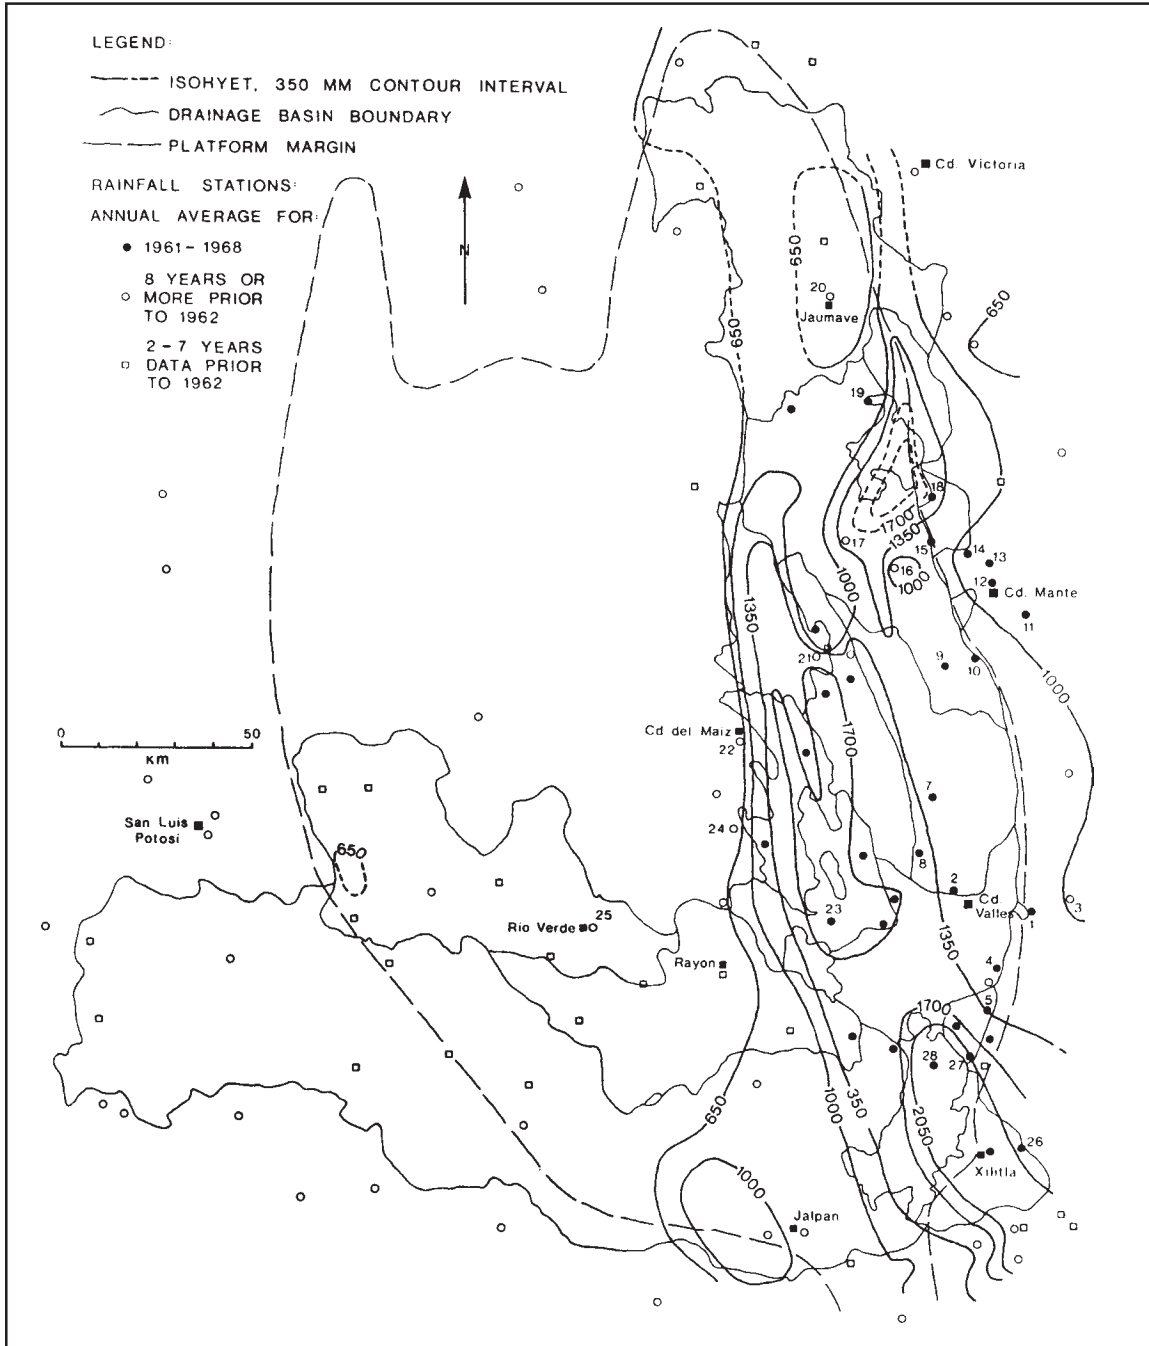 LEGEND:
ISOHYET, 350 MM CONTOUR INTERVAL
DRAINAGE BASIN BOUNDARY
PLATFORM MARGIN
RAINFALL STATIONS:
ANNUAL AVERAGE FOR:
1961-1968
8 YEARS OR
MORE PRIOR
TO 1962
2-7 YEARS
DATA PRIOR
TO 1962
N
Cd. Victoria
650
650
650
20
Jaumave
19
18
1700
1350
17
15
14
13
16
1000
12
Cd. Mante
11
1000
1350
21
9
10
1000
0
50
KM
Cd del Maiz
22
1700
7
San Luis
Potosi
24
650
8
2
Cd.
Valles
3
1
23
25
Rio Verde
1350
Rayon
4
5
1700
28
27
650
1000
350
2050
26
Xilitla
1000
Jalpan